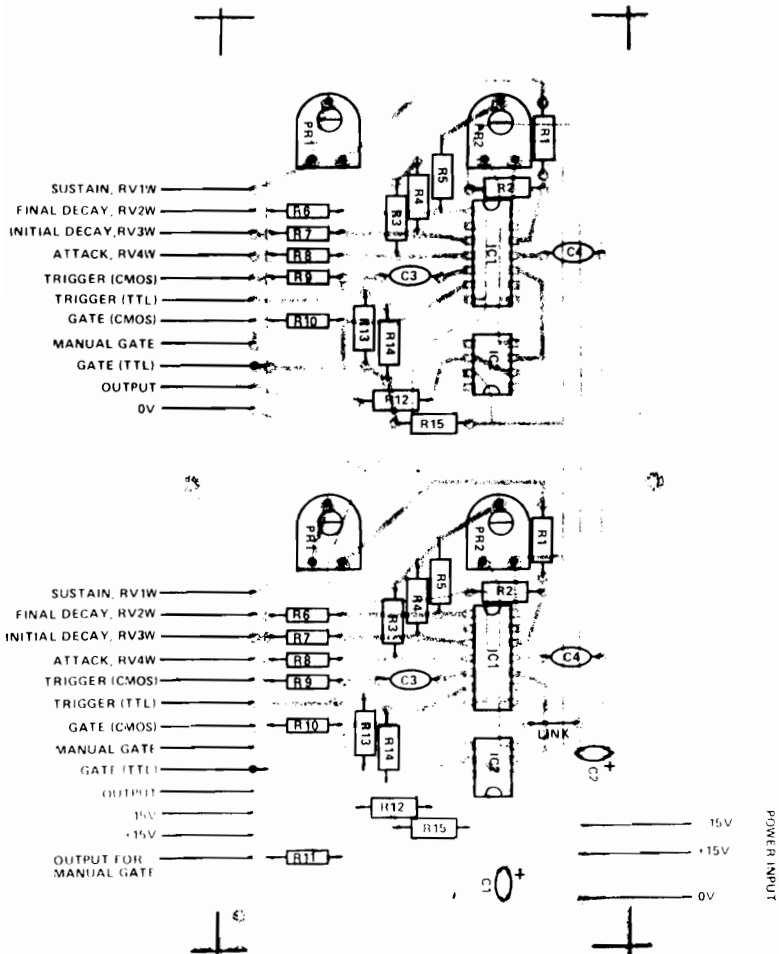 PR1
PR2
R1
R5
R2
R4
R3
SUSTAIN, RV1W
R6
FINAL DECAY, RV2W
R7
INITIAL DECAY, RV3W
IC1
R8
C4
ATTACK, RV4W
R9
C3
TRIGGER (CMOS)
TRIGGER (TTL)
R10
R13
R14
GATE (CMOS)
MANUAL GATE
GATE (TTL)
OUTPUT
R12
0V
R15
PR1
PR2
R1
R5
R2
R4
R3
SUSTAIN, RV1W
R6
FINAL DECAY, RV2W
R7
INITIAL DECAY, RV3W
IC1
R8
C4
ATTACK, RV4W
R9
C3
TRIGGER (CMOS)
TRIGGER (TTL)
R10
R13
R14
GATE (CMOS)
LINK
MANUAL GATE
IC2
C2
+
GATE (TTL)
OUTPUT
R12
15V
R15
+15V
R11
OUTPUT FOR
MANUAL GATE
C1
+
15V
+15V
0V
POWER INPUT